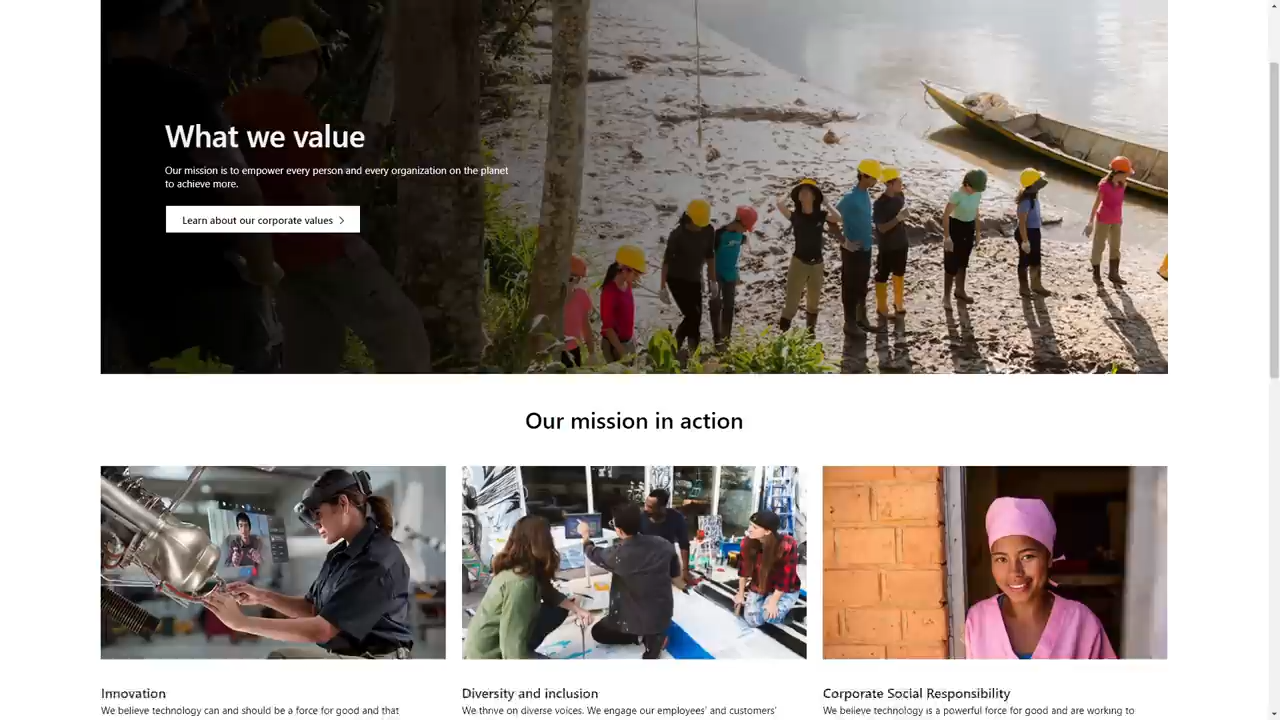 What we value
Our mission is to empower every person and every organization on the planet
to achieve more.
Learn about our corporate values
Our mission in action
Innovation
We believe technology can and should be a force for good and that
Diversity and inclusion
We thrive on diverse voices. We engage our employees' and customers'
Corporate Social Responsibility
We believe technology is a powerful force for good and are working to